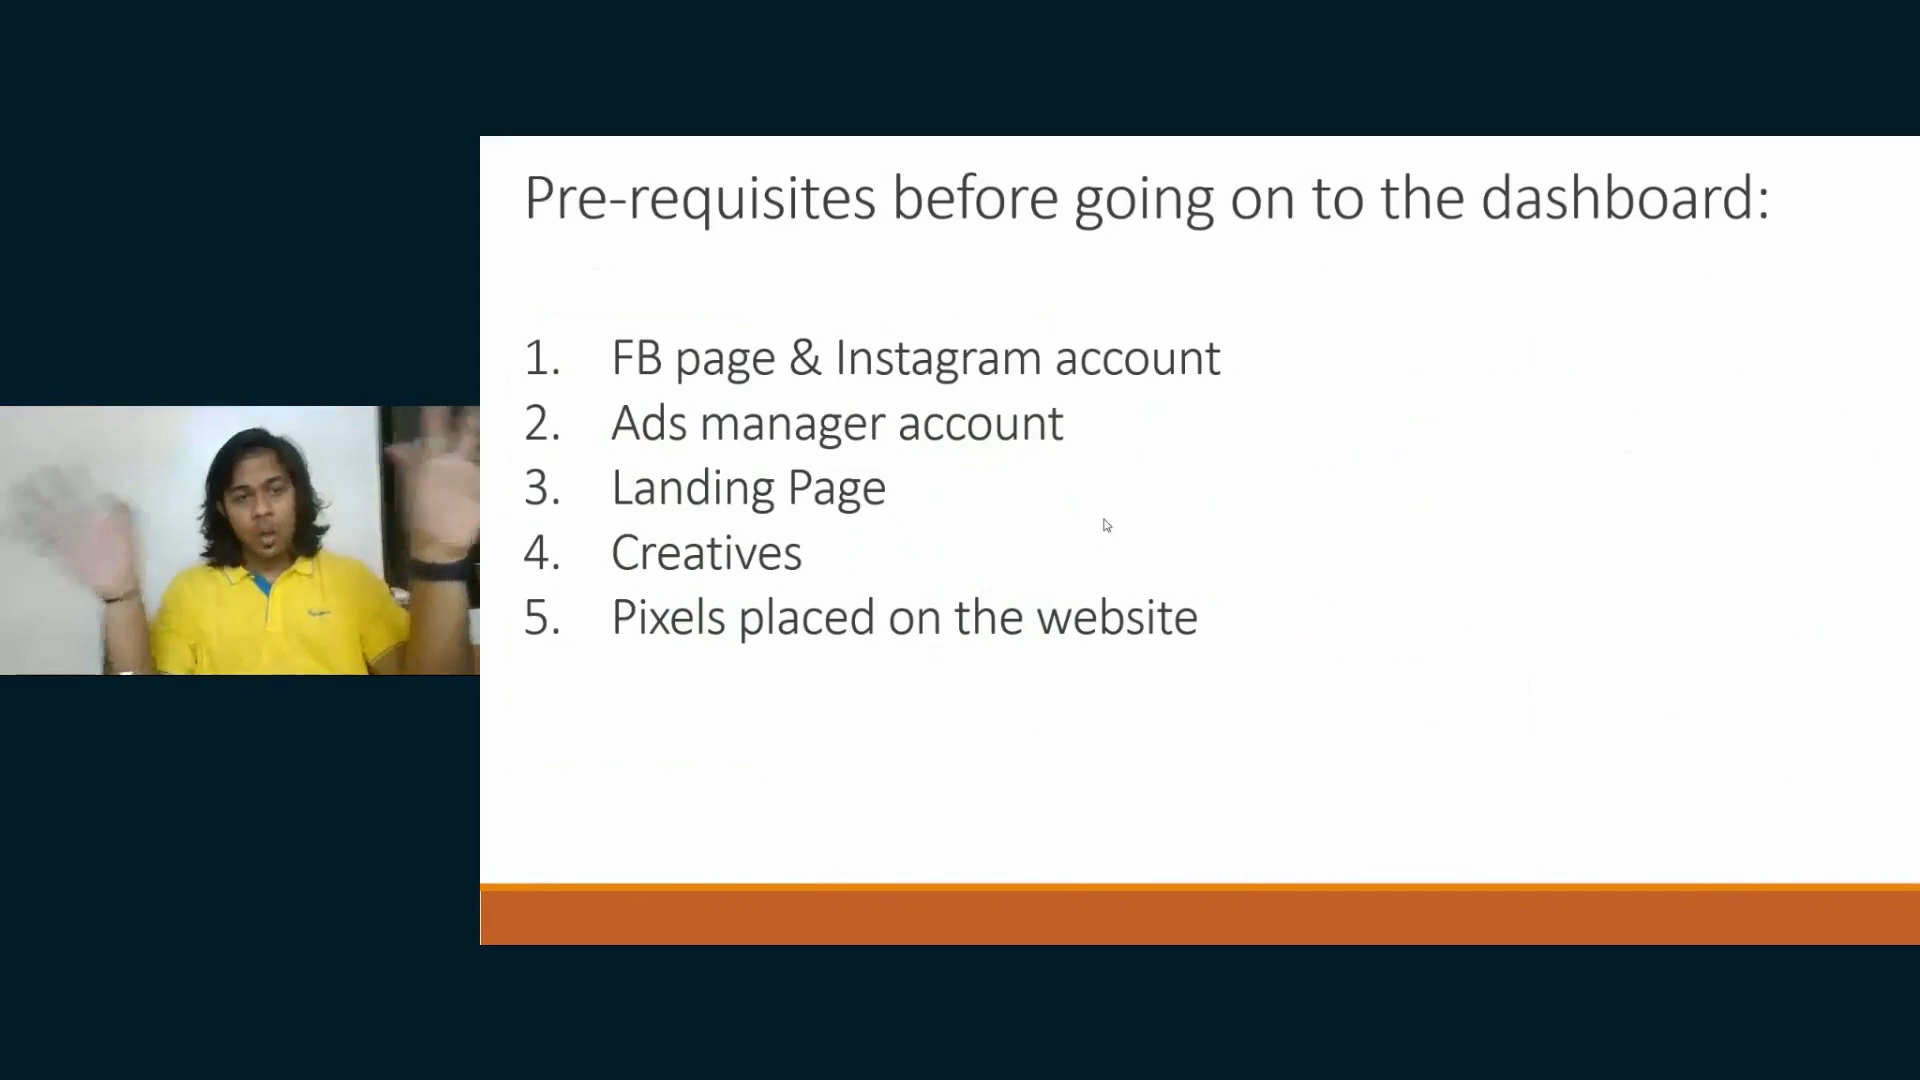 Pre-requisites before going on to the dashboard:
1. FB page & Instagram account
2. Ads manager account
3. Landing Page
4. Creatives
5. Pixels placed on the website